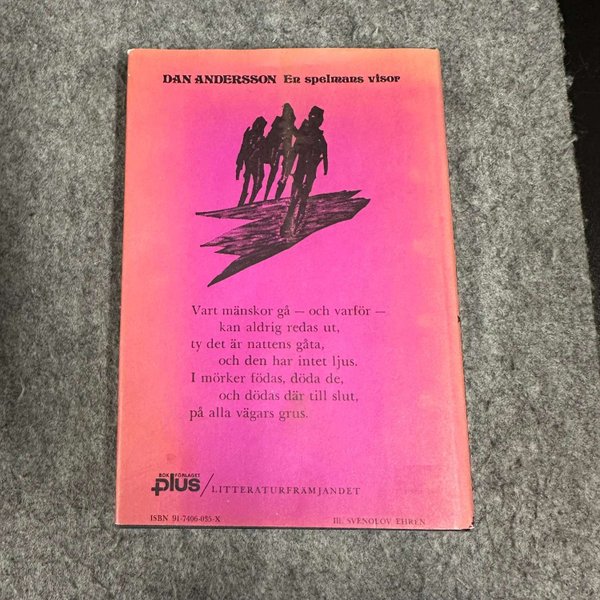 DAN ANDERSSON En spelmans visor
Vart mänskor gå — och varför —
kan aldrig redas ut,
ty det är nattens gåta,
och den har intet ljus.
I mörker födas, döda de,
och dödas där till slut,
på alla vägars grus.
BOKFÖRLAGET
plus/LITTERATURFRÄMJANDET
ISBN 91-7406-035-X
Ill. SVENOLOV EHRÉN